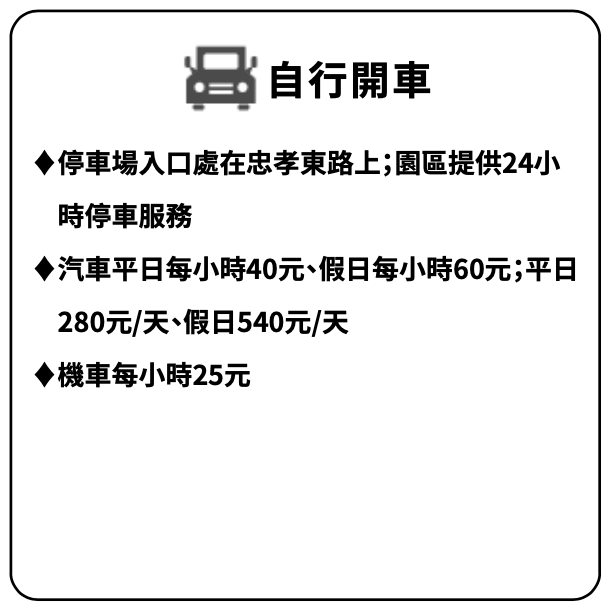 自行開車
♦停車場入口處在忠孝東路上；園區提供24小
時停車服務
♦汽車平日每小時40元、假日每小時60元；平日
280元/天、假日540元/天
♦機車每小時25元